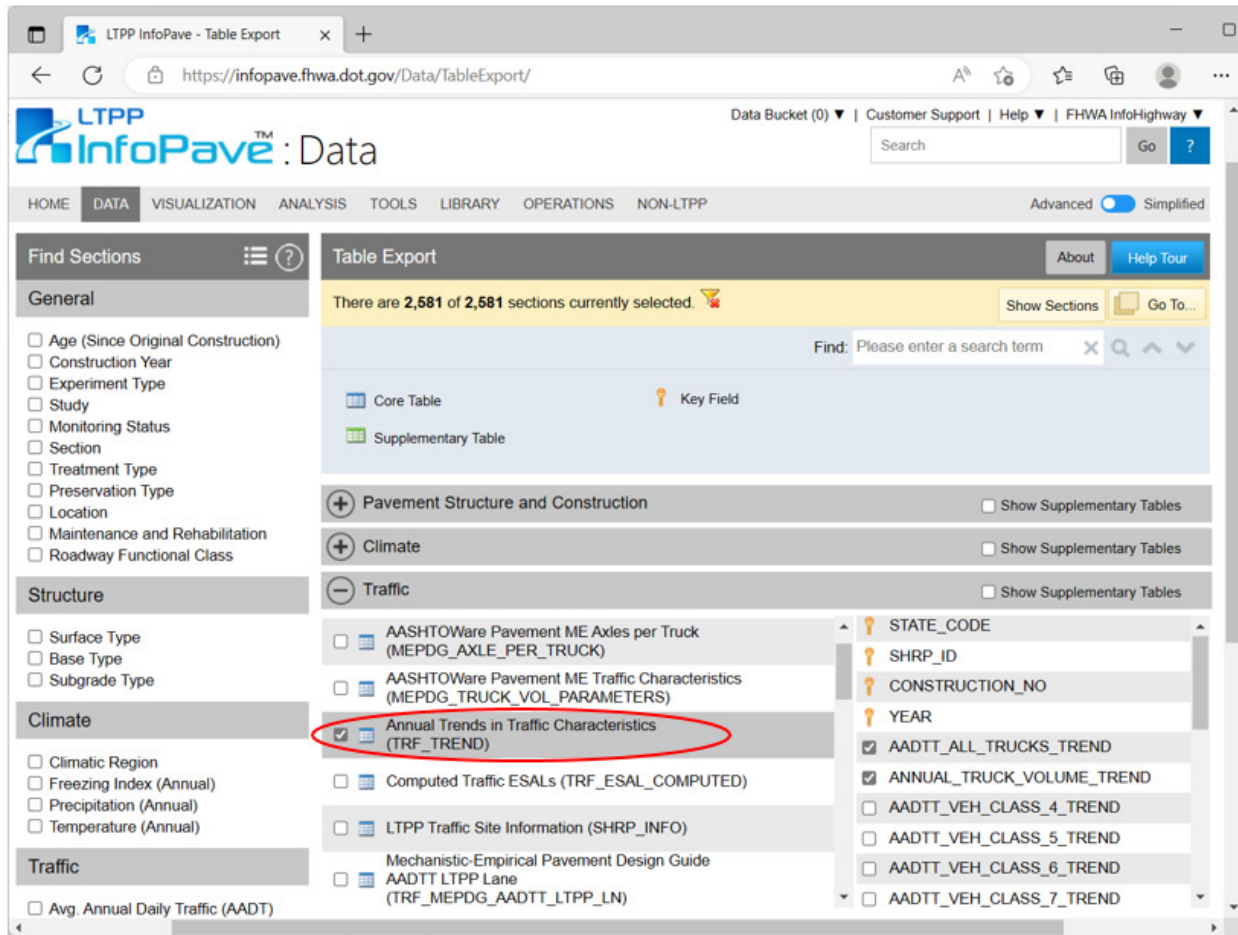 LTPP InfoPave - Table Export
https://infopave.fhwa.dot.gov/Data/TableExport/
LTPP
InfoPave™ : Data
Data Bucket (0) ▼ | Customer Support | Help ▼ | FHWA InfoHighway ▼
Search Go ?
HOME DATA VISUALIZATION ANALYSIS TOOLS LIBRARY OPERATIONS NON-LTPP Advanced Simplified
Find Sections ?
General
Age (Since Original Construction)
Construction Year
Experiment Type
Study
Monitoring Status
Section
Treatment Type
Preservation Type
Location
Maintenance and Rehabilitation
Roadway Functional Class
Structure
Surface Type
Base Type
Subgrade Type
Climate
Climatic Region
Freezing Index (Annual)
Precipitation (Annual)
Temperature (Annual)
Traffic
Avg. Annual Daily Traffic (AADT)
Table Export About Help Tour
There are 2,581 of 2,581 sections currently selected. Show Sections Go To...
Find: Please enter a search term
Core Table Key Field
Supplementary Table
Pavement Structure and Construction Show Supplementary Tables
Climate Show Supplementary Tables
Traffic Show Supplementary Tables
AASHTOWare Pavement ME Axles per Truck
(MEPDG_AXLE_PER_TRUCK)
AASHTOWare Pavement ME Traffic Characteristics
(MEPDG_TRUCK_VOL_PARAMETERS)
Annual Trends in Traffic Characteristics
(TRF_TREND)
Computed Traffic ESALs (TRF_ESAL_COMPUTED)
LTPP Traffic Site Information (SHRP_INFO)
Mechanistic-Empirical Pavement Design Guide
AADTT LTPP Lane
(TRF_MEPDG_AADTT_LTPP_LN)
STATE_CODE
SHRP_ID
CONSTRUCTION_NO
YEAR
AADTT_ALL_TRUCKS_TREND
ANNUAL_TRUCK_VOLUME_TREND
AADTT_VEH_CLASS_4_TREND
AADTT_VEH_CLASS_5_TREND
AADTT_VEH_CLASS_6_TREND
AADTT_VEH_CLASS_7_TREND